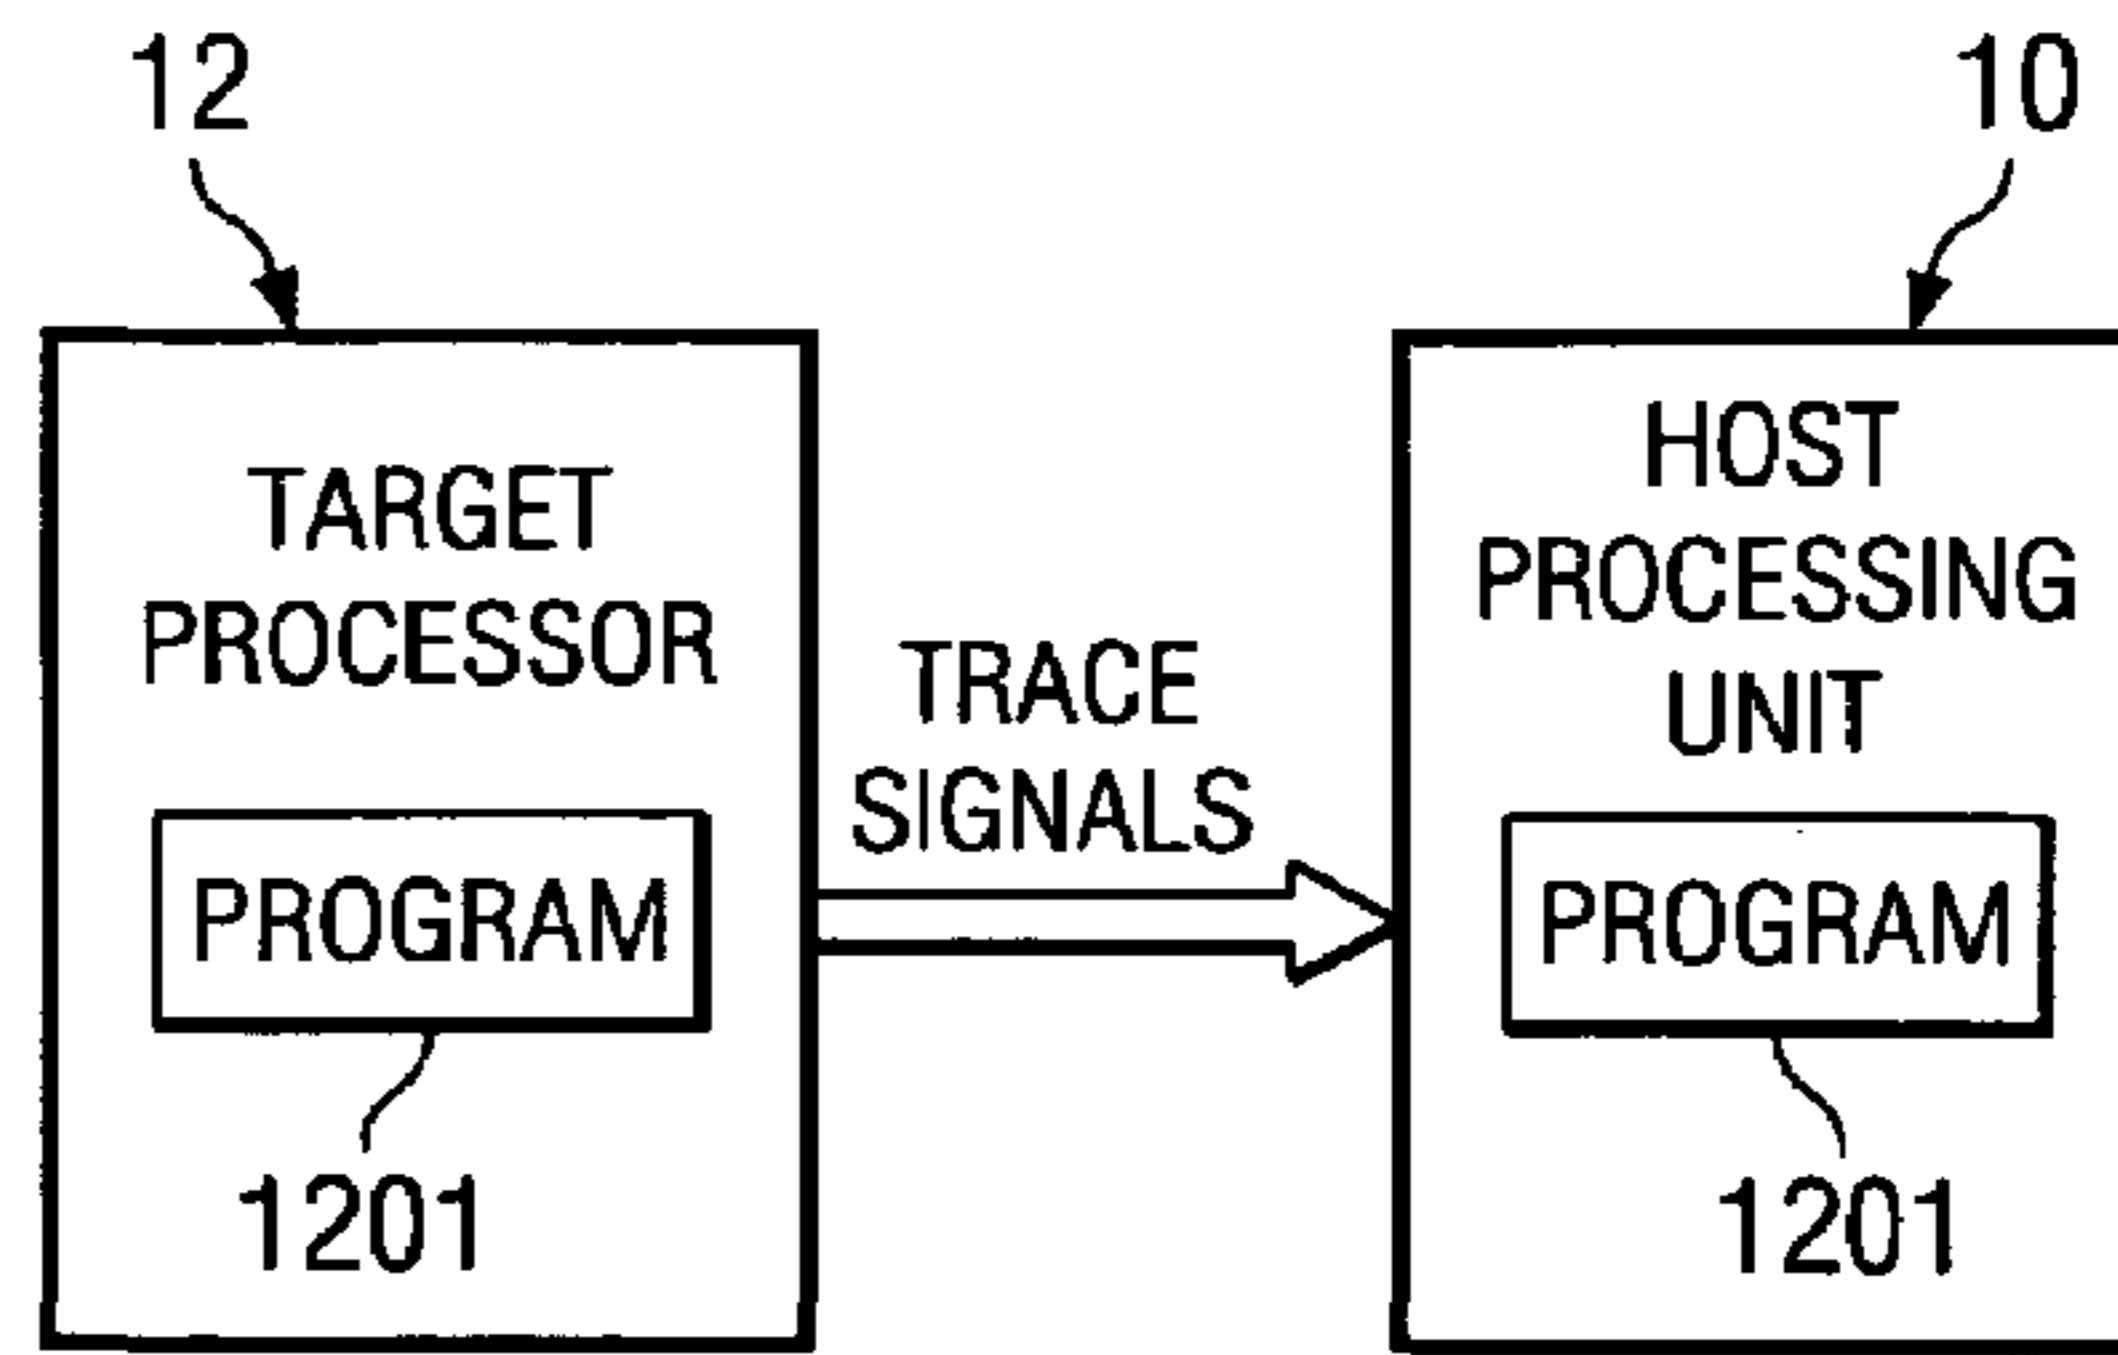 12
10
TARGET
PROCESSOR
PROGRAM
1201
TRACE
SIGNALS
HOST
PROCESSING
UNIT
PROGRAM
1201